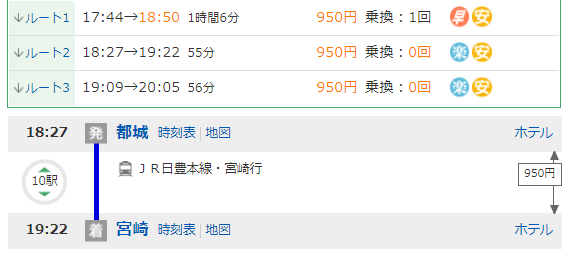 ルート1 17:44→18:50 1時間6分 950円 乗換：1回 早 安
ルート2 18:27→19:22 55分 950円 乗換：0回 楽 安
ルート3 19:09→20:05 56分 950円 乗換：0回 楽 安
18:27 発 都城 時刻表 | 地図 ホテル
10駅 ＪＲ日豊本線・宮崎行 950円
19:22 着 宮崎 時刻表 | 地図 ホテル